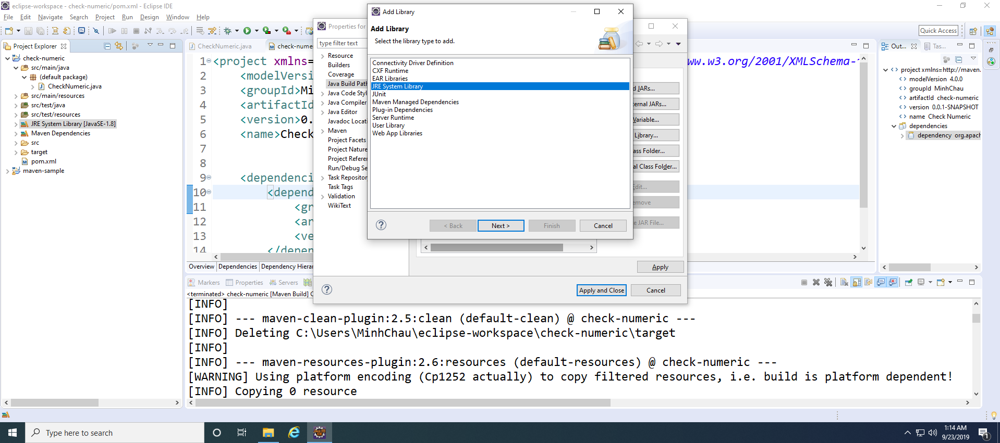 eclipse-workspace - check-numeric/pom.xml - Eclipse IDE
File Edit Navigate Search Project Run Design Window Help
Quick Access
Project Explorer
check-numeric
src/main/java
(default package)
CheckNumeric.java
src/main/resources
src/test/java
src/test/resources
JRE System Library [JavaSE-1.8]
Maven Dependencies
src
target
pom.xml
maven-sample
CheckNumeric.java
check-nume
1 <project xmlns=
ww.w3.org/2001/XMLSchema-
2 <modelVersi
3 <groupId>Mi
4 <artifactId
5 <version>0.
6 <name>Check
7
8
9 <dependenci
10 <depend
11 <gr
12 <ar
13 <ve
14 </depen
Overview Dependencies Dependency Hierar
Properties for
type filter text
Resource
Builders
Coverage
Java Build Path
Java Code Styl
Java Compiler
Java Editor
Javadoc Locati
Maven
Project Facets
Project Nature
Project Referen
Run/Debug Se
Task Repositor
Task Tags
Validation
WikiText
d JARs...
ernal JARs...
Variable...
Library...
ass Folder...
al Class Folder...
Edit...
emove
e JAR File...
Apply
Apply and Close
Cancel
Add Library
Add Library
Select the library type to add.
Connectivity Driver Definition
CXF Runtime
EAR Libraries
JRE System Library
JUnit
Maven Managed Dependencies
Plug-in Dependencies
Server Runtime
User Library
Web App Libraries
< Back
Next >
Finish
Cancel
Out...
Tas...
project xmlns=http://maven.
modelVersion 4.0.0
groupId MinhChau
artifactId check-numeric
version 0.0.1-SNAPSHOT
name Check Numeric
dependencies
dependency org.apach
Markers
Properties
Servers
<terminated> check-numeric [Maven Build] C
[INFO]
[INFO] --- maven-clean-plugin:2.5:clean (default-clean) @ check-numeric ---
[INFO] Deleting C:\Users\MinhChau\eclipse-workspace\check-numeric\target
[INFO]
[INFO] --- maven-resources-plugin:2.6:resources (default-resources) @ check-numeric ---
[WARNING] Using platform encoding (Cp1252 actually) to copy filtered resources, i.e. build is platform dependent!
[INFO] Copying 0 resource
Type here to search
Java EE
IDE
1:14 AM
9/23/2019
1